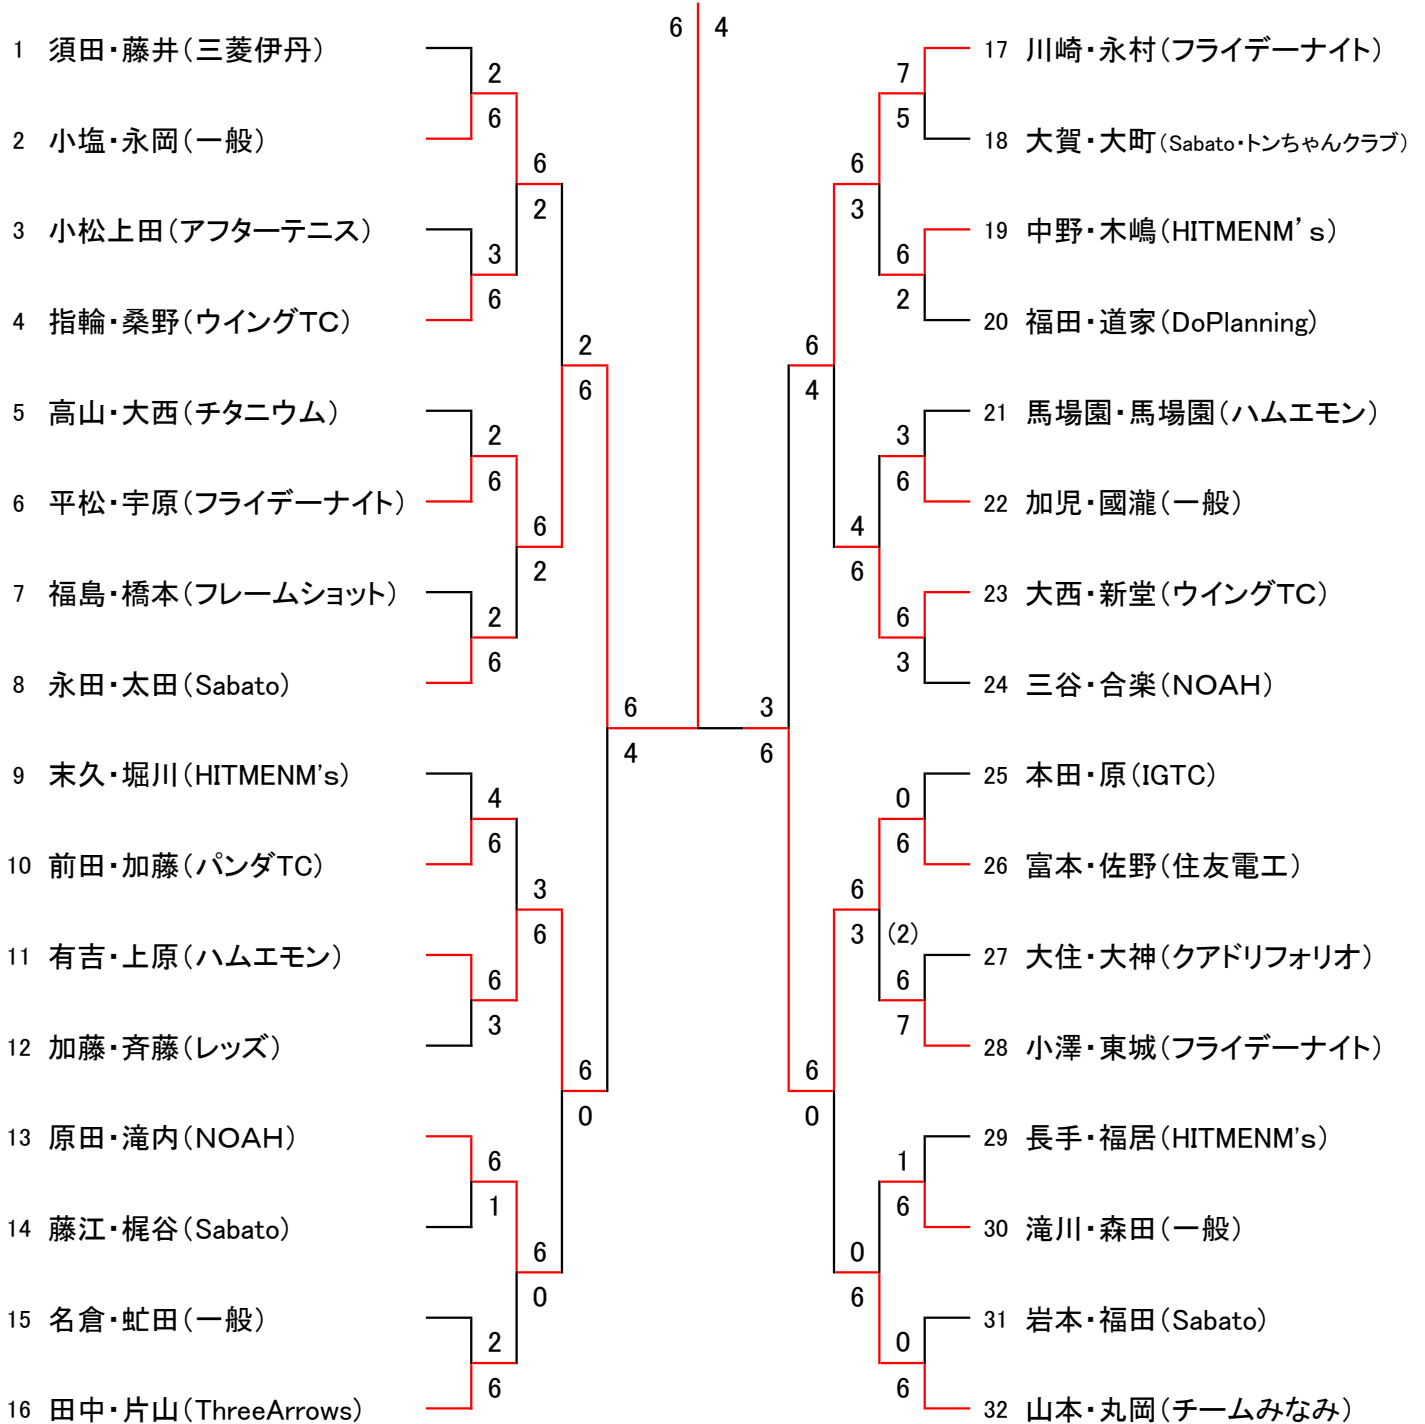 6 4
1 須田・藤井(三菱伊丹)
2
6
2 小塩・永岡(一般)
6
2
3 小松上田(アフターテニス)
3
6
4 指輪・桑野(ウイングTC)
2
6
5 高山・大西(チタニウム)
2
6
6 平松・宇原(フライデーナイト)
6
2
7 福島・橋本(フレームショット)
2
6
8 永田・太田(Sabato)
6
4
9 末久・堀川(HITMENM's)
4
6
10 前田・加藤(パンダTC)
3
6
11 有吉・上原(ハムエモン)
6
3
12 加藤・斉藤(レッズ)
6
0
13 原田・滝内(NOAH)
6
1
14 藤江・梶谷(Sabato)
6
0
15 名倉・虻田(一般)
2
6
16 田中・片山(ThreeArrows)
17 川崎・永村(フライデーナイト)
7
5
18 大賀・大町(Sabato・トンちゃんクラブ)
6
3
19 中野・木嶋(HITMENM’s)
6
2
20 福田・道家(DoPlanning)
6
4
21 馬場園・馬場園(ハムエモン)
3
6
22 加児・國瀧(一般)
4
6
23 大西・新堂(ウイングTC)
6
3
24 三谷・合楽(NOAH)
3
6
25 本田・原(IGTC)
0
6
26 富本・佐野(住友電工)
6
3
(2)
27 大住・大神(クアドリフォリオ)
6
7
28 小澤・東城(フライデーナイト)
6
0
29 長手・福居(HITMENM's)
1
6
30 滝川・森田(一般)
0
6
31 岩本・福田(Sabato)
0
6
32 山本・丸岡(チームみなみ)